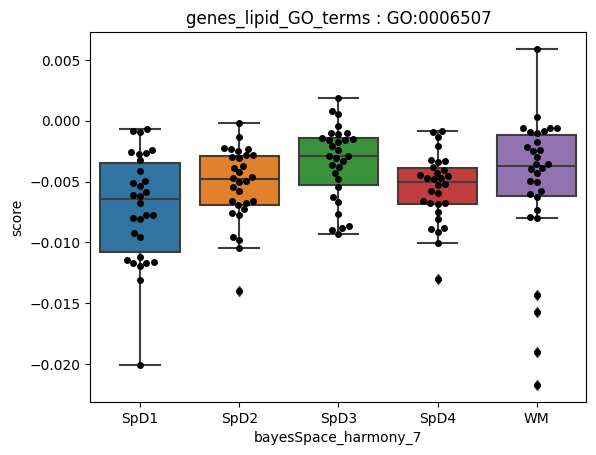 genes_lipid_GO_terms : GO:0006507
0.005
0.000
−0.005
−0.010
−0.015
−0.020
score
SpD1 SpD2 SpD3 SpD4 WM
bayesSpace_harmony_7